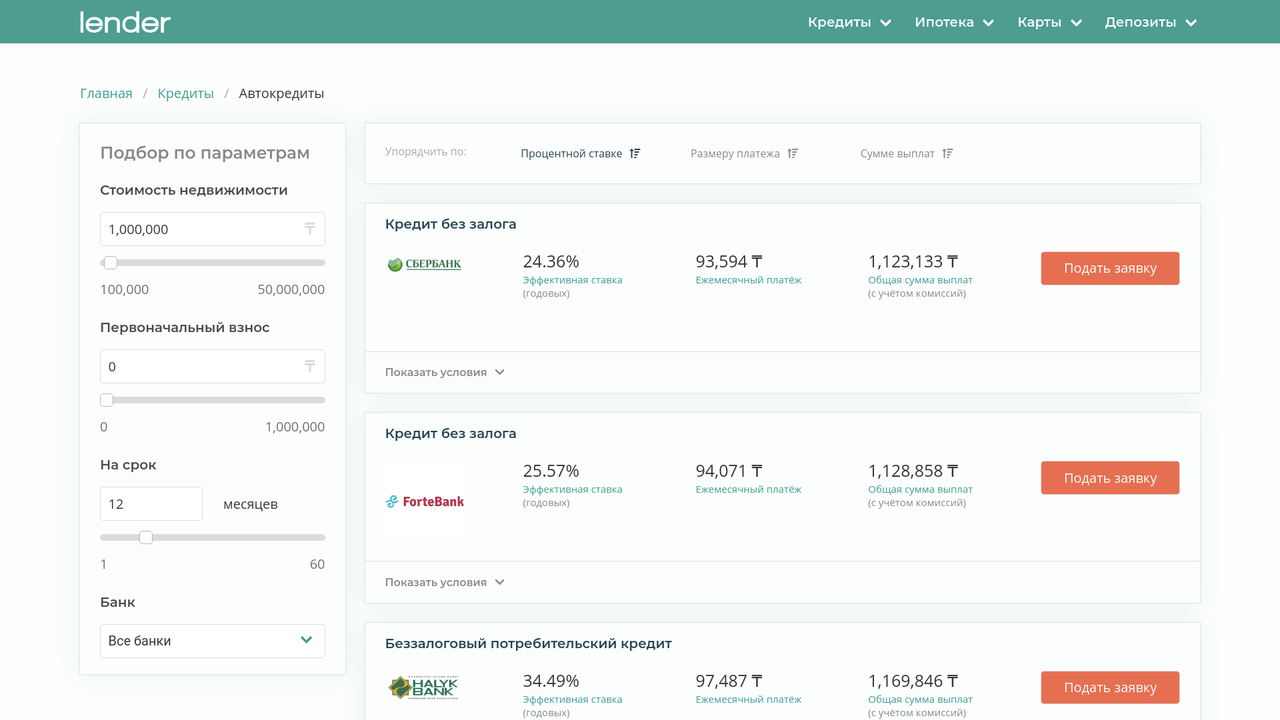 lender
Кредиты
Ипотека
Карты
Депозиты
Главная / Кредиты / Автокредиты
Подбор по параметрам
Стоимость недвижимости
1,000,000 ₸
100,000 50,000,000
Первоначальный взнос
0 ₸
0 1,000,000
На срок
12 месяцев
1 60
Банк
Все банки
Упорядчить по: Процентной ставке Размеру платежа Сумме выплат
Кредит без залога
СБЕРБАНК
24.36% 93,594 ₸ 1,123,133 ₸ Подать заявку
Эффективная ставка Ежемесячный платёж Общая сумма выплат
(годовых) (с учётом комиссий)
Показать условия
Кредит без залога
ForteBank
25.57% 94,071 ₸ 1,128,858 ₸ Подать заявку
Эффективная ставка Ежемесячный платёж Общая сумма выплат
(годовых) (с учётом комиссий)
Показать условия
Беззалоговый потребительский кредит
HALYK
BANK
34.49% 97,487 ₸ 1,169,846 ₸ Подать заявку
Эффективная ставка Ежемесячный платёж Общая сумма выплат
(годовых) (с учётом комиссий)